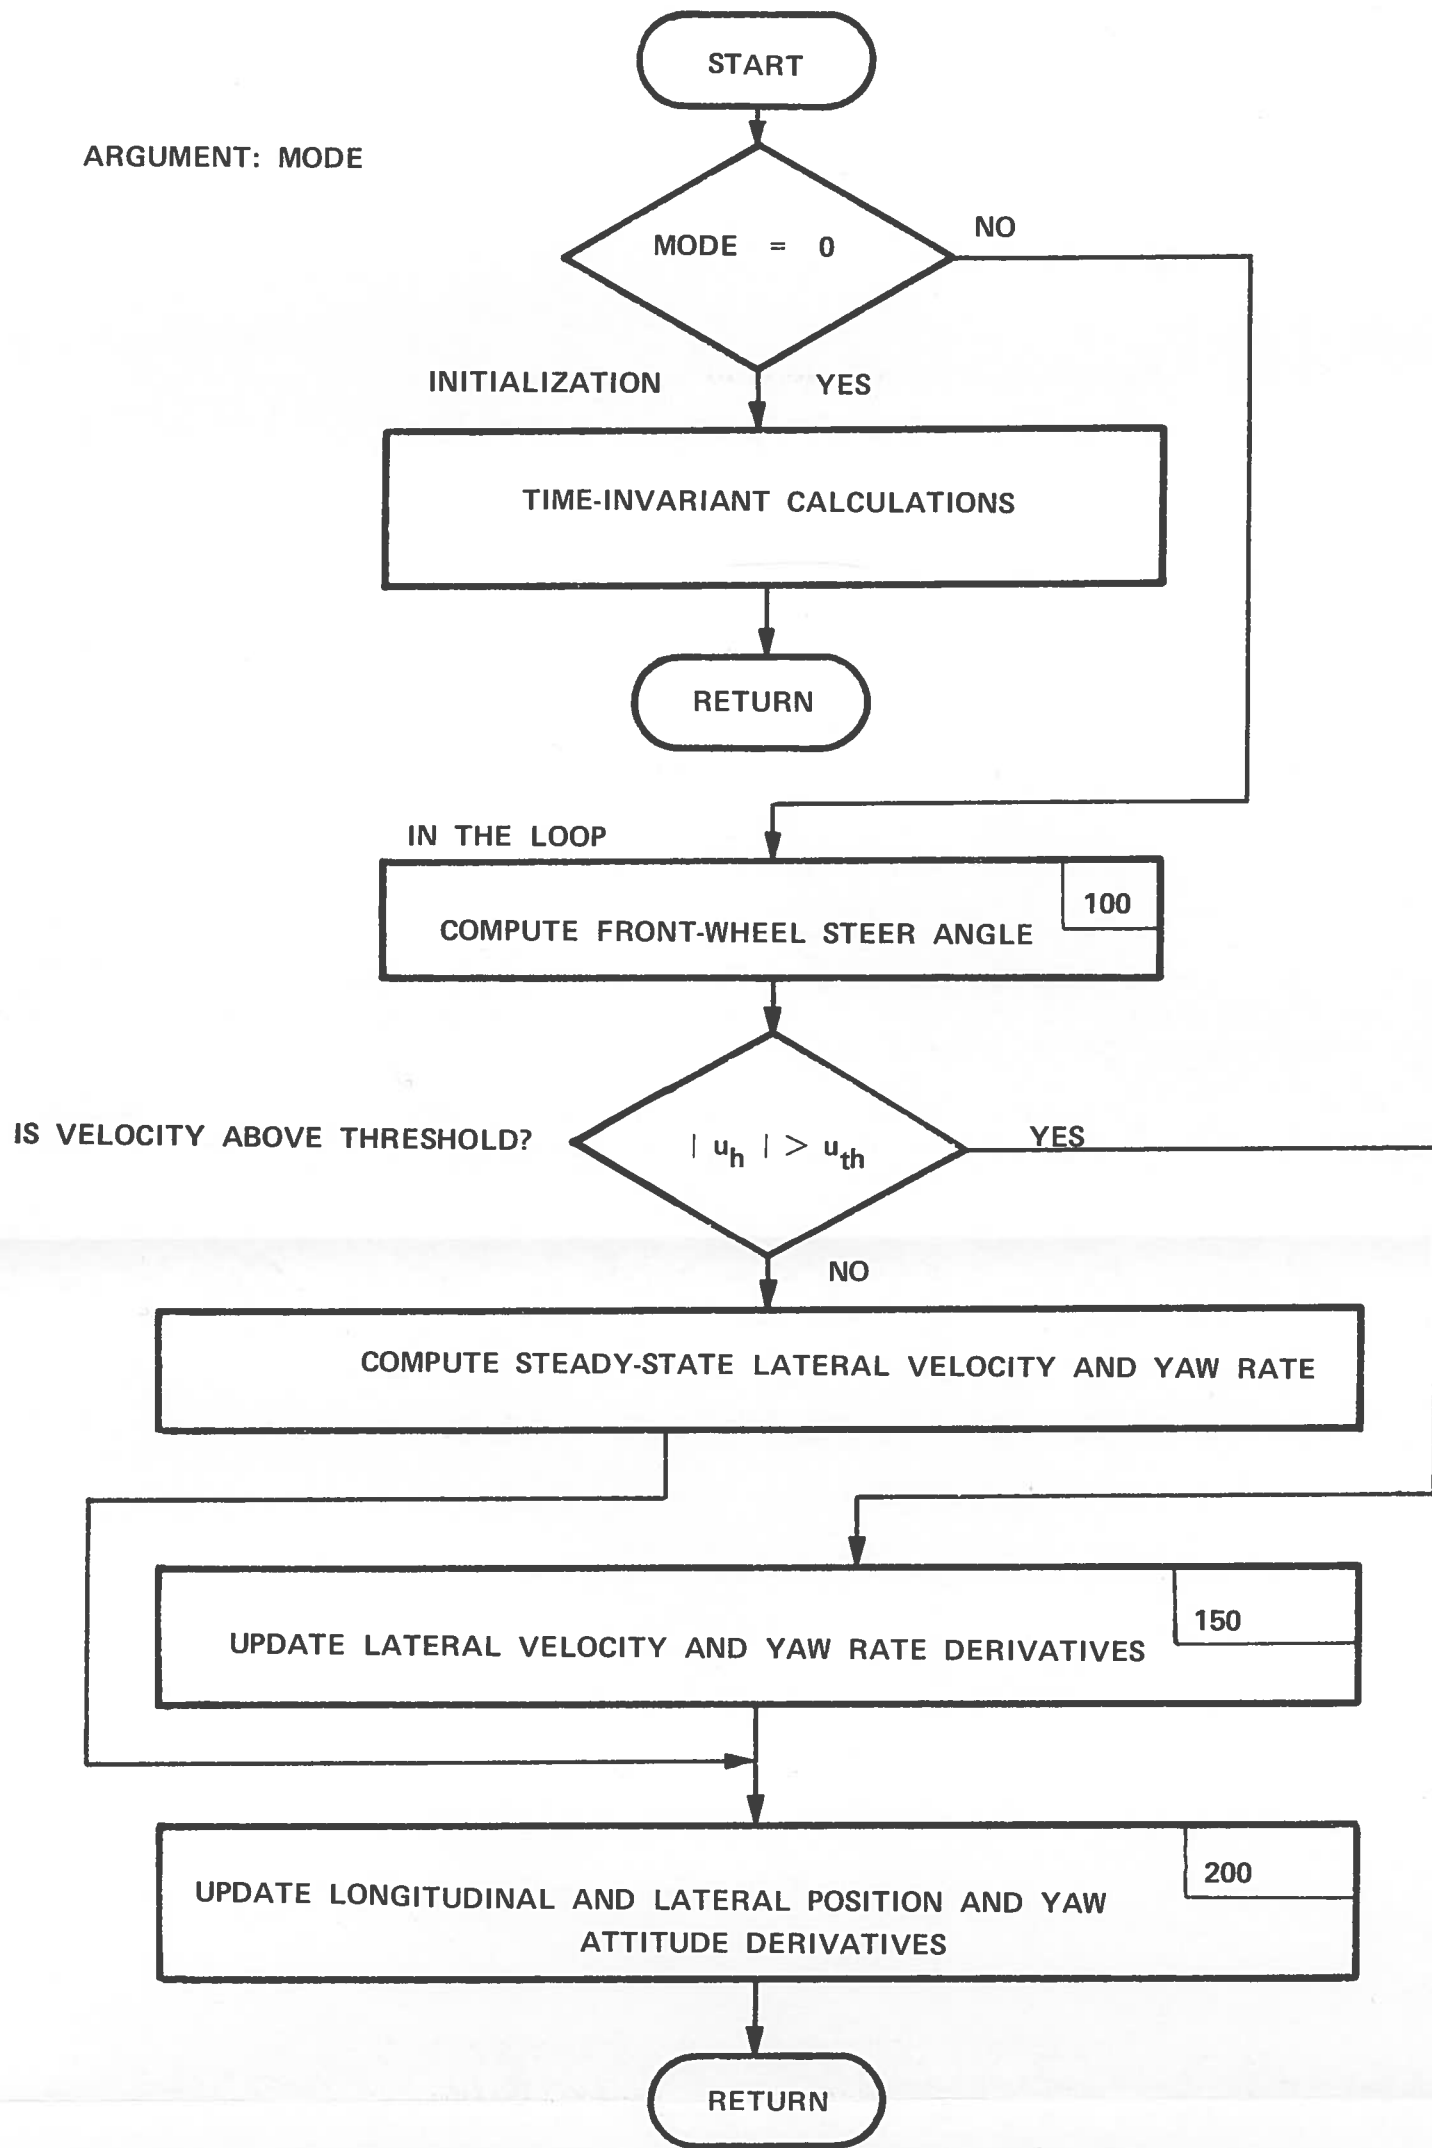 START
ARGUMENT: MODE
MODE = 0
NO
INITIALIZATION
YES
TIME-INVARIANT CALCULATIONS
RETURN
IN THE LOOP
100
COMPUTE FRONT-WHEEL STEER ANGLE
IS VELOCITY ABOVE THRESHOLD?
| u_h | > u_th
YES
NO
COMPUTE STEADY-STATE LATERAL VELOCITY AND YAW RATE
150
UPDATE LATERAL VELOCITY AND YAW RATE DERIVATIVES
200
UPDATE LONGITUDINAL AND LATERAL POSITION AND YAW
ATTITUDE DERIVATIVES
RETURN